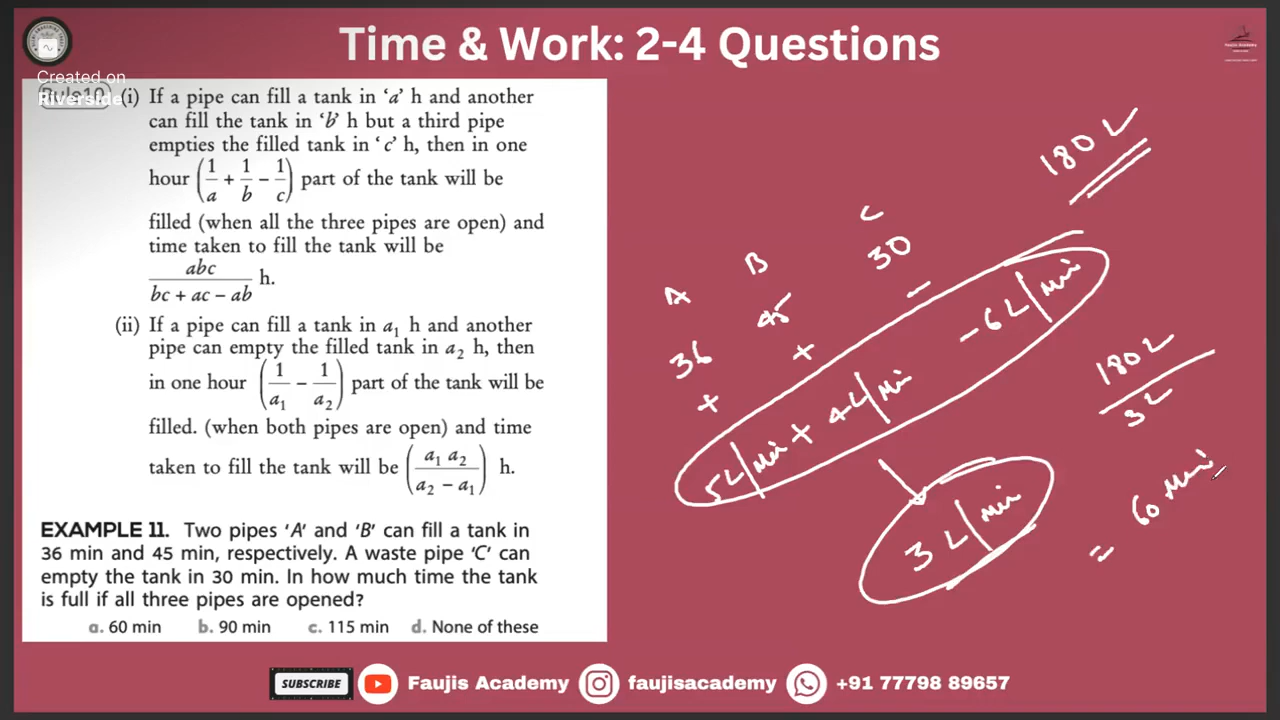 Time & Work: 2-4 Questions
Created on
Riverside
Rule 10
(i) If a pipe can fill a tank in ‘a’ h and another
can fill the tank in ‘b’ h but a third pipe
empties the filled tank in ‘c’ h, then in one
hour (1/a + 1/b − 1/c) part of the tank will be
filled (when all the three pipes are open) and
time taken to fill the tank will be
abc/(bc + ac − ab) h.
(ii) If a pipe can fill a tank in a₁ h and another
pipe can empty the filled tank in a₂ h, then
in one hour (1/a₁ − 1/a₂) part of the tank will be
filled. (when both pipes are open) and time
taken to fill the tank will be (a₁ a₂/(a₂ − a₁)) h.
EXAMPLE 11. Two pipes ‘A’ and ‘B’ can fill a tank in
36 min and 45 min, respectively. A waste pipe ‘C’ can
empty the tank in 30 min. In how much time the tank
is full if all three pipes are opened?
a. 60 min b. 90 min c. 115 min d. None of these
180 L
A B C
36 45 30
+ + −
5L/min + 4L/min − 6L/min
3L/min
180L/3L
= 60 min
Faujis Academy
SUBSCRIBE
Faujis Academy
faujisacademy
+91 77798 89657